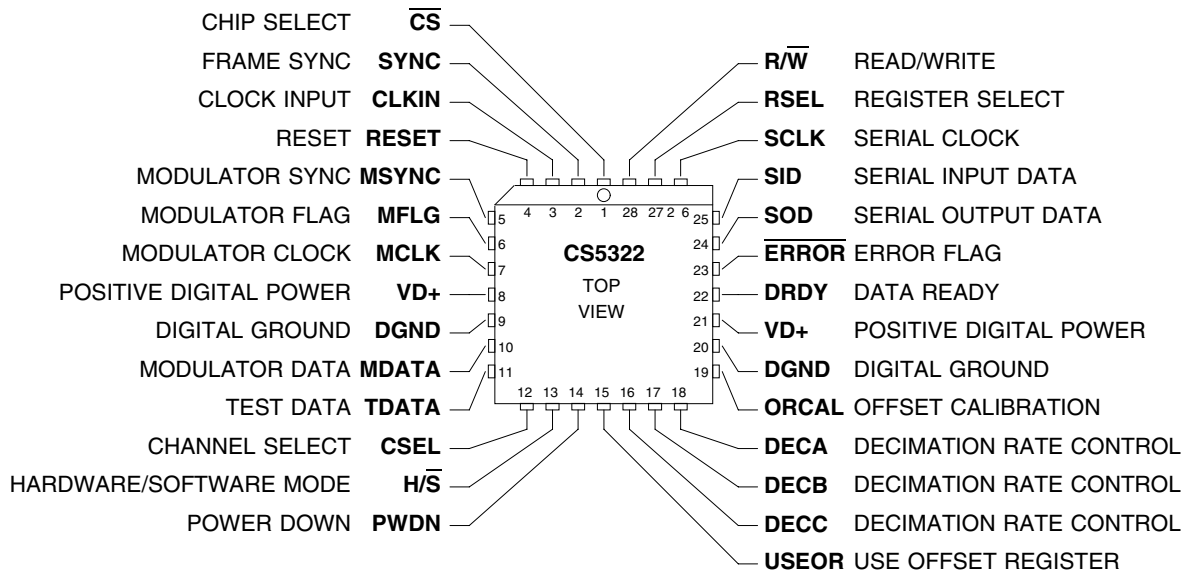 CHIP SELECT C̅S̅
FRAME SYNC SYNC
CLOCK INPUT CLKIN
RESET RESET
MODULATOR SYNC MSYNC
MODULATOR FLAG MFLG
MODULATOR CLOCK MCLK
POSITIVE DIGITAL POWER VD+
DIGITAL GROUND DGND
MODULATOR DATA MDATA
TEST DATA TDATA
CHANNEL SELECT CSEL
HARDWARE/SOFTWARE MODE H/S̅
POWER DOWN PWDN
R/W̅ READ/WRITE
RSEL REGISTER SELECT
SCLK SERIAL CLOCK
SID SERIAL INPUT DATA
SOD SERIAL OUTPUT DATA
E̅R̅R̅O̅R̅ ERROR FLAG
DRDY DATA READY
VD+ POSITIVE DIGITAL POWER
DGND DIGITAL GROUND
ORCAL OFFSET CALIBRATION
DECA DECIMATION RATE CONTROL
DECB DECIMATION RATE CONTROL
DECC DECIMATION RATE CONTROL
USEOR USE OFFSET REGISTER
4 3 2 1 28 27 2 6
5
6
7
8
9
10
11
CS5322
TOP
VIEW
25
24
23
22
21
20
19
12 13 14 15 16 17 18